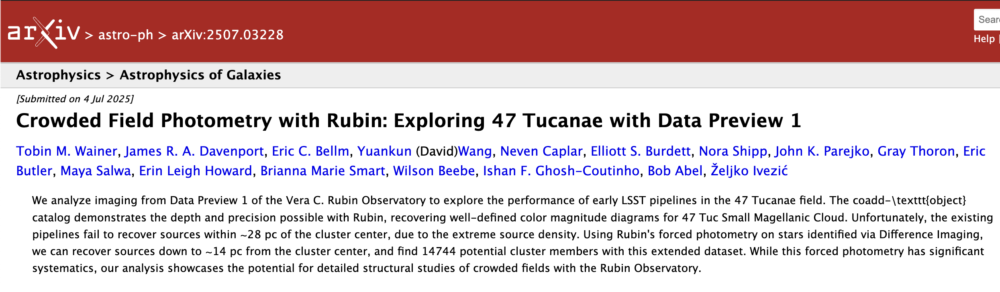 Sear
arXiv > astro-ph > arXiv:2507.03228
Help |
Astrophysics > Astrophysics of Galaxies
[Submitted on 4 Jul 2025]
Crowded Field Photometry with Rubin: Exploring 47 Tucanae with Data Preview 1
Tobin M. Wainer, James R. A. Davenport, Eric C. Bellm, Yuankun (David)Wang, Neven Caplar, Elliott S. Burdett, Nora Shipp, John K. Parejko, Gray Thoron, Eric
Butler, Maya Salwa, Erin Leigh Howard, Brianna Marie Smart, Wilson Beebe, Ishan F. Ghosh-Coutinho, Bob Abel, Željko Ivezić
We analyze imaging from Data Preview 1 of the Vera C. Rubin Observatory to explore the performance of early LSST pipelines in the 47 Tucanae field. The coadd-\texttt{object}
catalog demonstrates the depth and precision possible with Rubin, recovering well-defined color magnitude diagrams for 47 Tuc Small Magellanic Cloud. Unfortunately, the existing
pipelines fail to recover sources within ~28 pc of the cluster center, due to the extreme source density. Using Rubin's forced photometry on stars identified via Difference Imaging,
we can recover sources down to ~14 pc from the cluster center, and find 14744 potential cluster members with this extended dataset. While this forced photometry has significant
systematics, our analysis showcases the potential for detailed structural studies of crowded fields with the Rubin Observatory.